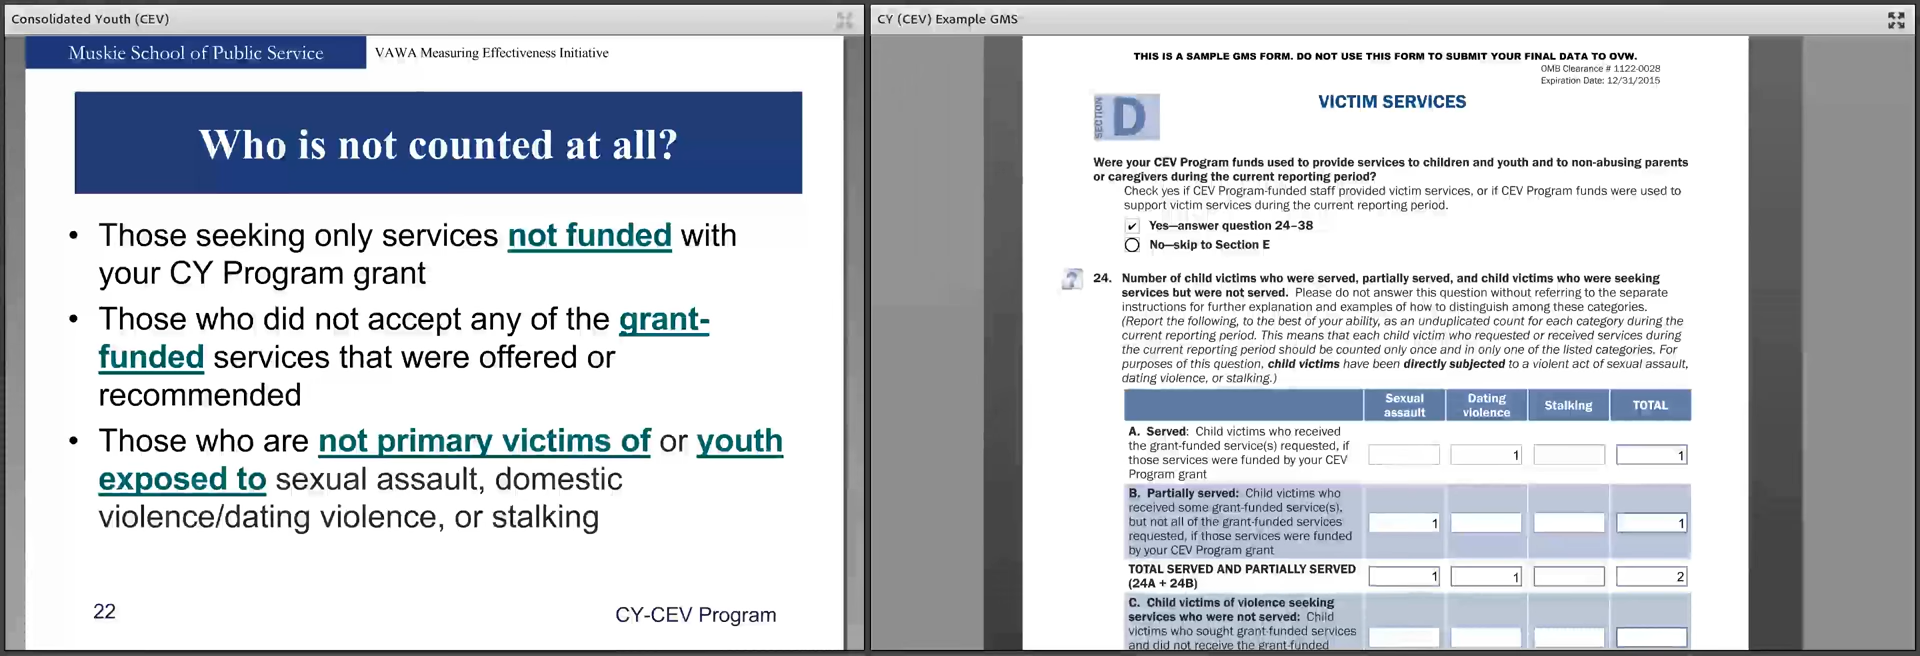 Consolidated Youth (CEV)
Muskie School of Public Service
VAWA Measuring Effectiveness Initiative
Who is not counted at all?
• Those seeking only services not funded with
your CY Program grant
• Those who did not accept any of the grant-
funded services that were offered or
recommended
• Those who are not primary victims of or youth
exposed to sexual assault, domestic
violence/dating violence, or stalking
22
CY-CEV Program
CY (CEV) Example GMS
THIS IS A SAMPLE GMS FORM. DO NOT USE THIS FORM TO SUBMIT YOUR FINAL DATA TO OVW.
OMB Clearance # 1122-0028
Expiration Date: 12/31/2015
SECTION
D
VICTIM SERVICES
Were your CEV Program funds used to provide services to children and youth and to non-abusing parents
or caregivers during the current reporting period?
Check yes if CEV Program-funded staff provided victim services, or if CEV Program funds were used to
support victim services during the current reporting period.
Yes—answer question 24–38
No—skip to Section E
?
24. Number of child victims who were served, partially served, and child victims who were seeking
services but were not served. Please do not answer this question without referring to the separate
instructions for further explanation and examples of how to distinguish among these categories.
(Report the following, to the best of your ability, as an unduplicated count for each category during the
current reporting period. This means that each child victim who requested or received services during
the current reporting period should be counted only once and in only one of the listed categories. For
purposes of this question, child victims have been directly subjected to a violent act of sexual assault,
dating violence, or stalking.)
Sexual
assault
Dating
violence
Stalking
TOTAL
A. Served: Child victims who received
the grant-funded service(s) requested, if
those services were funded by your CEV
Program grant
1
1
B. Partially served: Child victims who
received some grant-funded service(s),
but not all of the grant-funded services
requested, if those services were funded
by your CEV Program grant
1
1
TOTAL SERVED AND PARTIALLY SERVED
(24A + 24B)
1
1
2
C. Child victims of violence seeking
services who were not served: Child
victims who sought grant-funded services
and did not receive the grant-funded